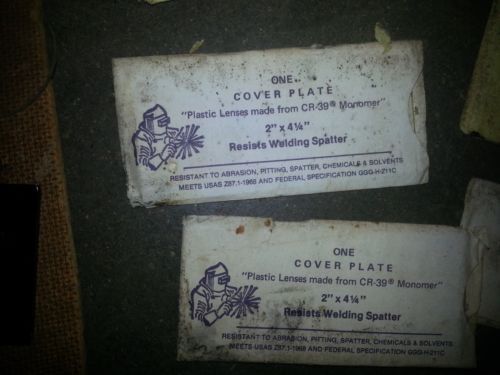 ONE
COVER PLATE
"Plastic Lenses made from CR-39® Monomer"
2" x 4¼"
Resists Welding Spatter
RESISTANT TO ABRASION, PITTING, SPATTER, CHEMICALS & SOLVENTS
MEETS USAS Z87.1-1968 AND FEDERAL SPECIFICATION GGG-H-211C
ONE
COVER PLATE
"Plastic Lenses made from CR-39® Monomer"
2" x 4¼"
Resists Welding Spatter
RESISTANT TO ABRASION, PITTING, SPATTER, CHEMICALS & SOLVENTS
MEETS USAS Z87.1-1968 AND FEDERAL SPECIFICATION GGG-H-211C